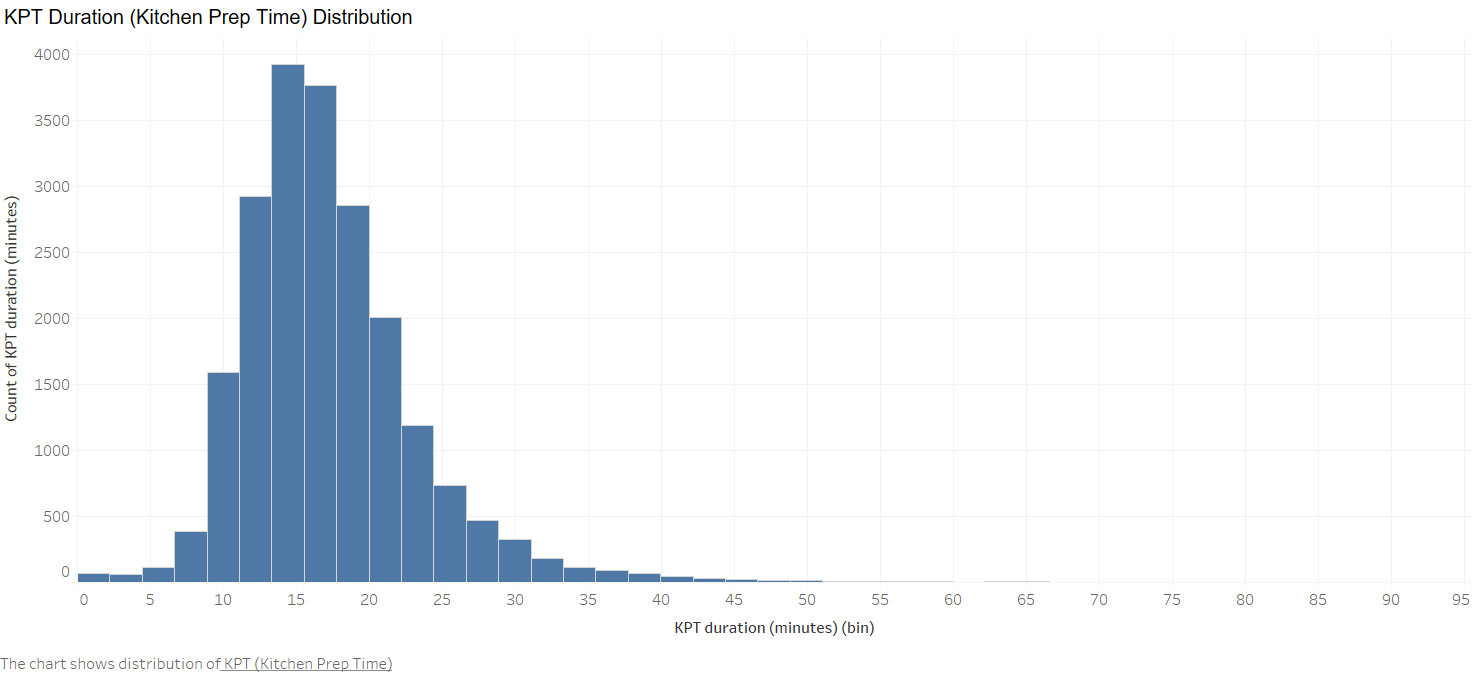 KPT Duration (Kitchen Prep Time) Distribution
Count of KPT duration (minutes)
4000
3500
3000
2500
2000
1500
1000
500
0
0 5 10 15 20 25 30 35 40 45 50 55 60 65 70 75 80 85 90 95
KPT duration (minutes) (bin)
The chart shows distribution of KPT (Kitchen Prep Time)